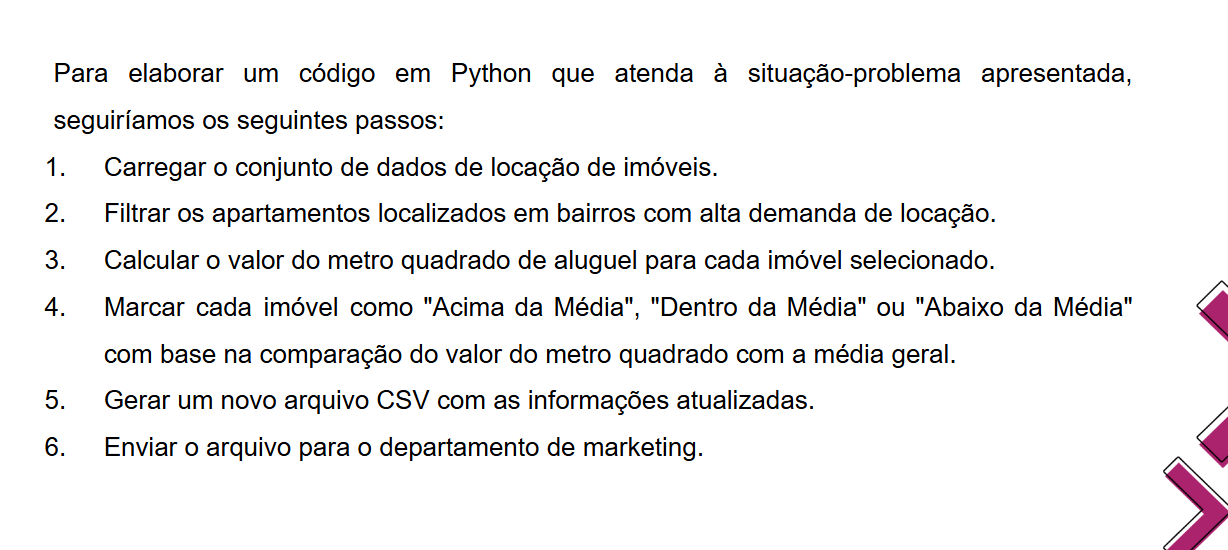 Para elaborar um código em Python que atenda à situação-problema apresentada,
seguiríamos os seguintes passos:
1. Carregar o conjunto de dados de locação de imóveis.
2. Filtrar os apartamentos localizados em bairros com alta demanda de locação.
3. Calcular o valor do metro quadrado de aluguel para cada imóvel selecionado.
4. Marcar cada imóvel como "Acima da Média", "Dentro da Média" ou "Abaixo da Média"
com base na comparação do valor do metro quadrado com a média geral.
5. Gerar um novo arquivo CSV com as informações atualizadas.
6. Enviar o arquivo para o departamento de marketing.